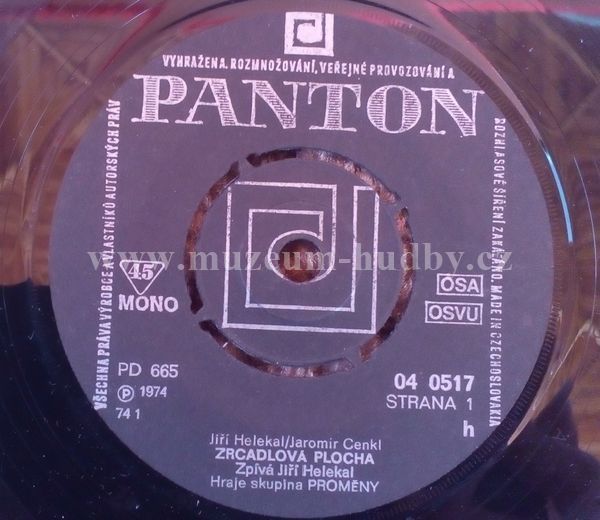 VYHRAŽENA. ROZMNOŽOVÁNÍ, VEŘEJNÉ PROVOZOVÁNÍ A
PANTON
VŠECHNA PRÁVA VÝROBCE A VLASTNÍKŮ AUTORSKÝCH PRÁV
ROZHLASOVÉ ŠÍŘENÍ ZAKÁZÁNO. MADE IN CZECHOSLOVAKIA
www.muzeum-hudby.cz
45
MONO
OSA
OSVU
PD 665
℗ 1974
74 1
04 0517
STRANA 1
h
Jiří Helekal/Jaromír Cenkl
ZRCADLOVÁ PLOCHA
Zpívá Jiří Helekal
Hraje skupina PROMĚNY